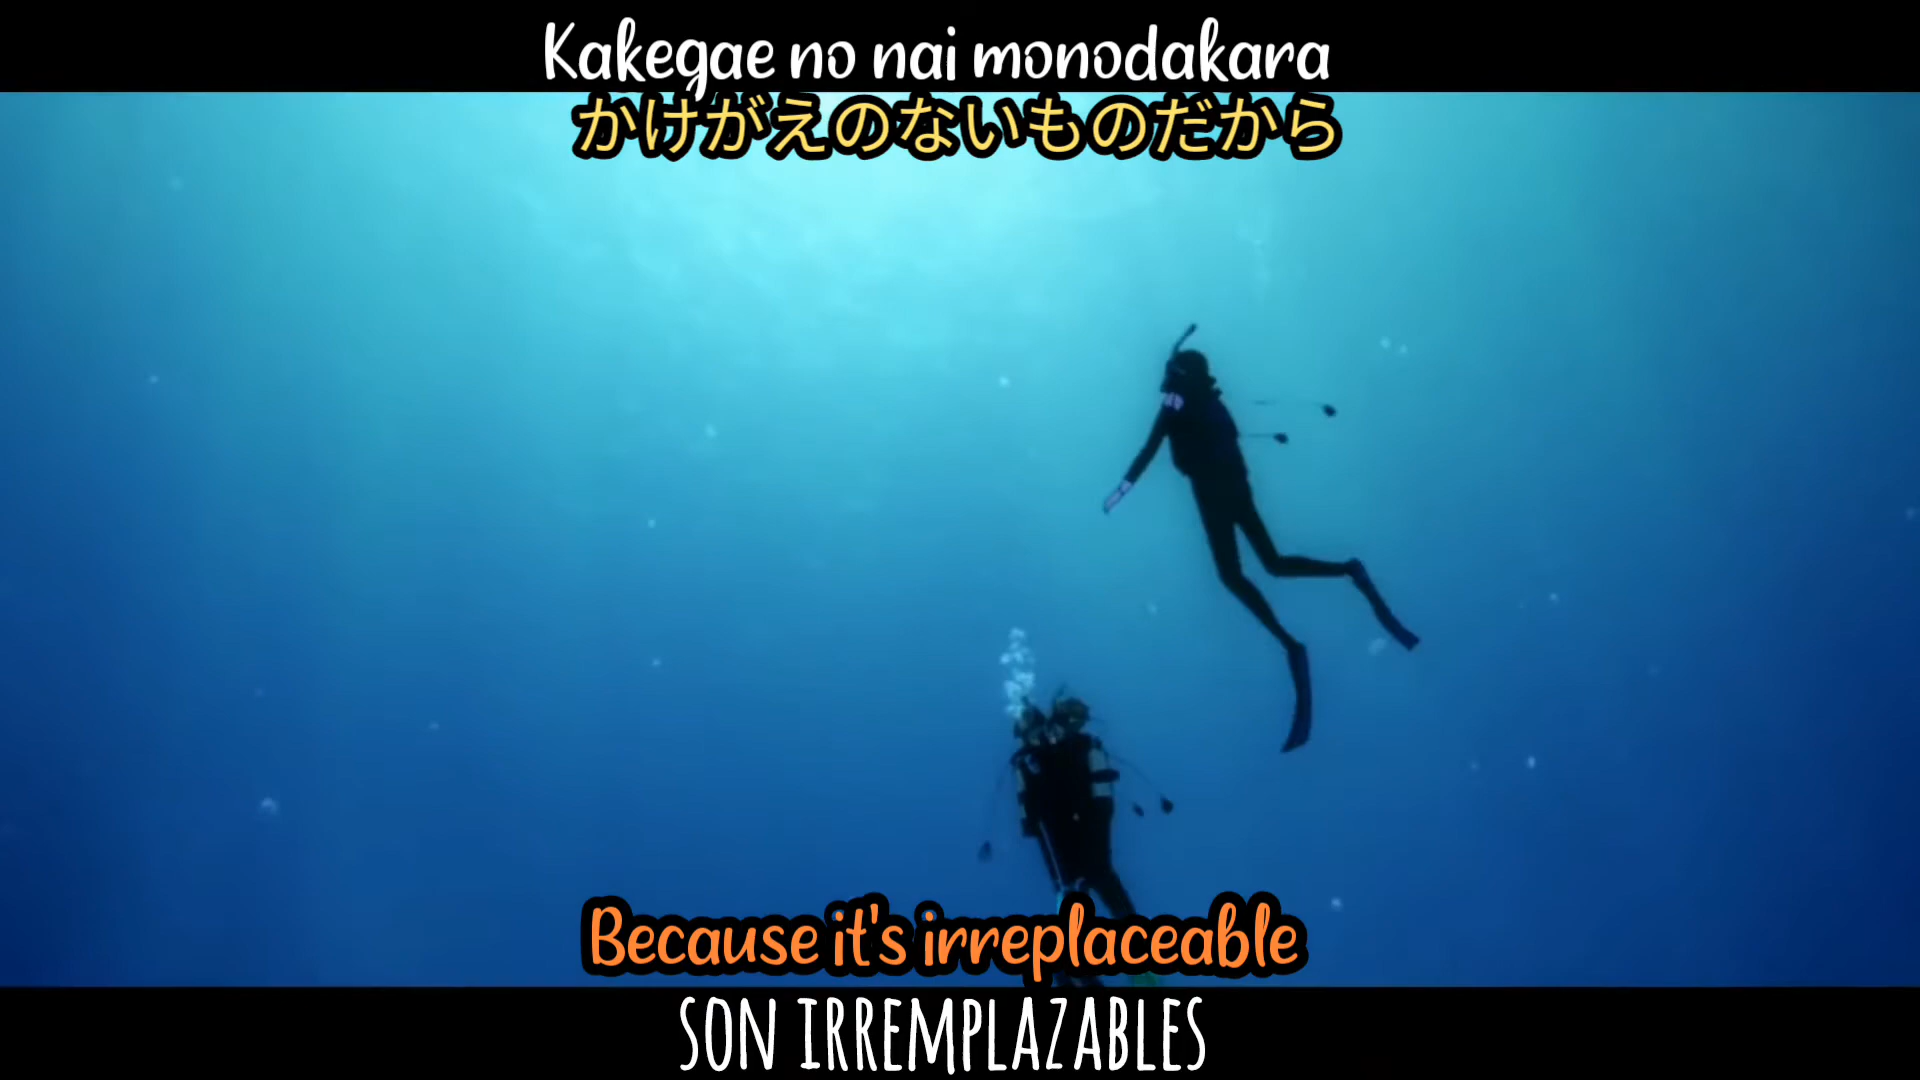 Kakegae no nai monodakara
かけがえのないものだから
Because it's irreplaceable
SON IRREMPLAZABLES